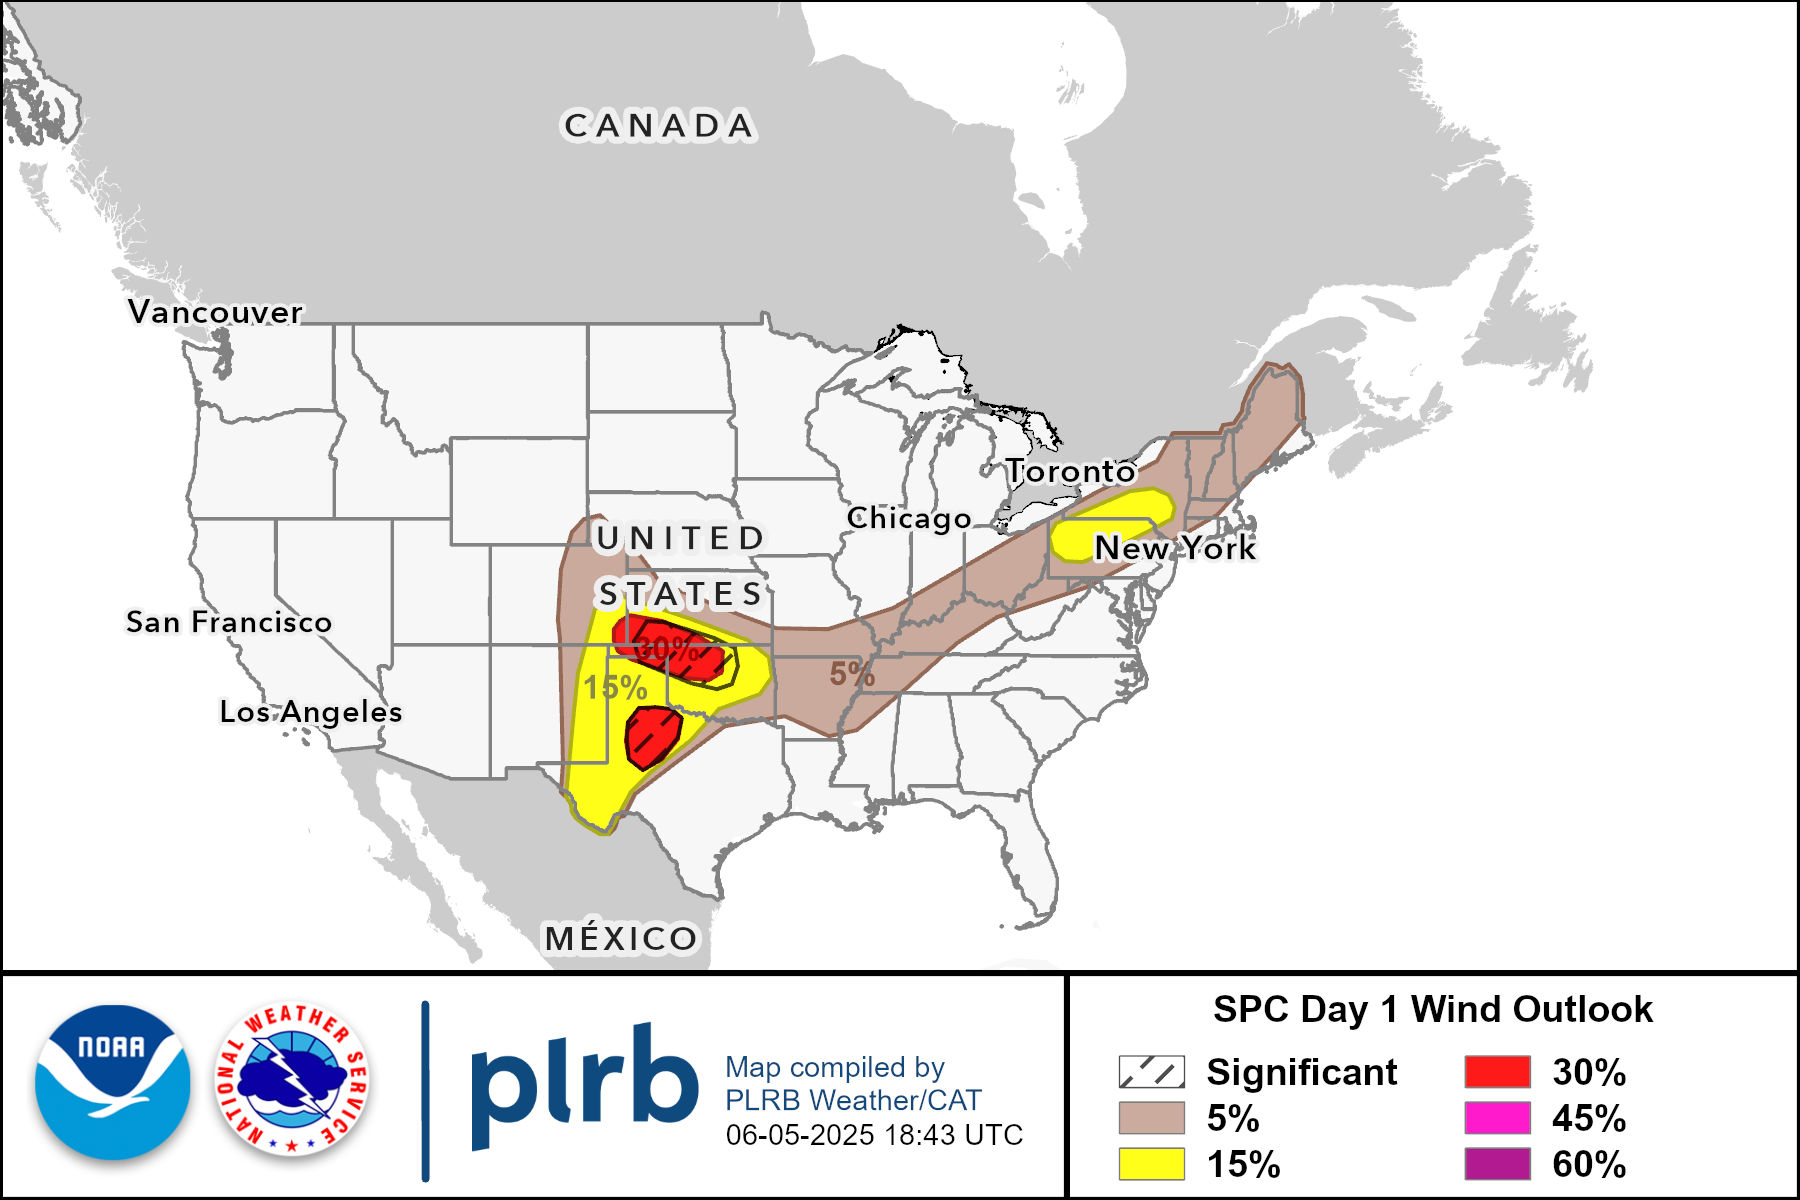 CANADA
Vancouver
Toronto
Chicago
UNITED
New York
STATES
San Francisco
30%
5%
15%
Los Angeles
MÉXICO
NOAA
NATIONAL WEATHER SERVICE
plrb
Map compiled by
PLRB Weather/CAT
06-05-2025 18:43 UTC
SPC Day 1 Wind Outlook
Significant
5%
15%
30%
45%
60%